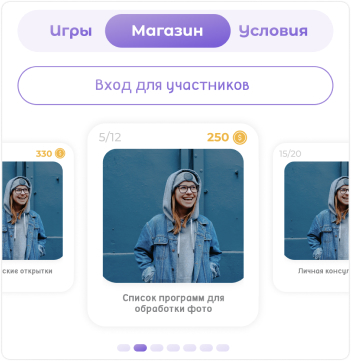 Игры Магазин Условия
Вход для участников
330
5/12 250
15/20
ские открытки
Список программ для
обработки фото
Личная консул